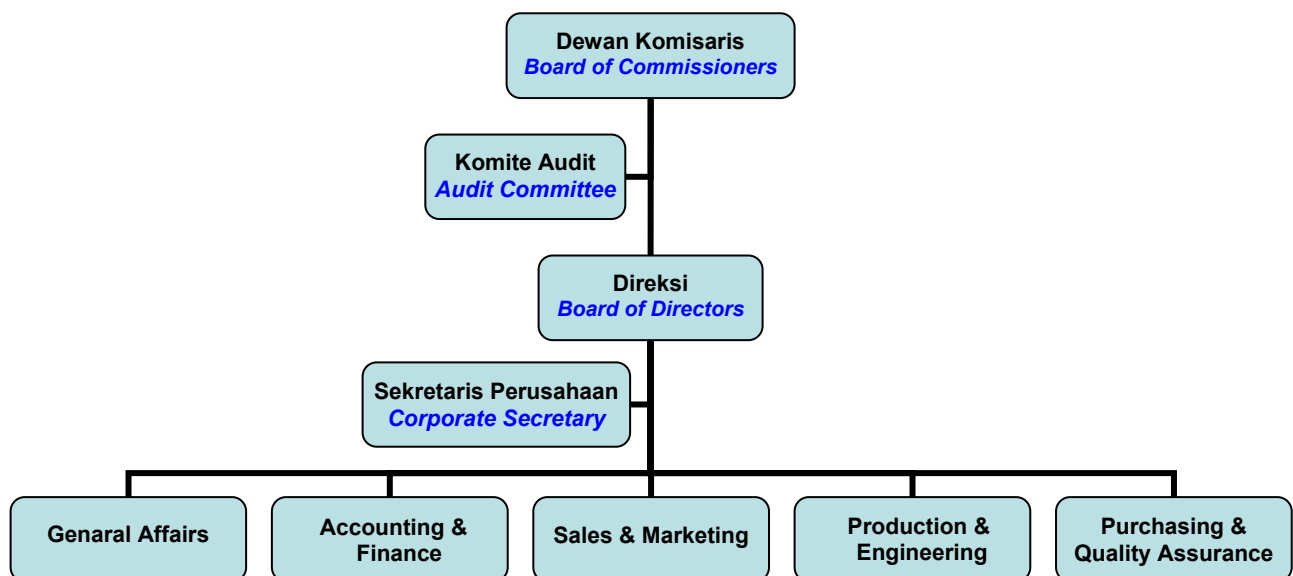 Dewan Komisaris
Board of Commissioners
Komite Audit
Audit Committee
Direksi
Board of Directors
Sekretaris Perusahaan
Corporate Secretary
Genaral Affairs
Accounting &
Finance
Sales & Marketing
Production &
Engineering
Purchasing &
Quality Assurance